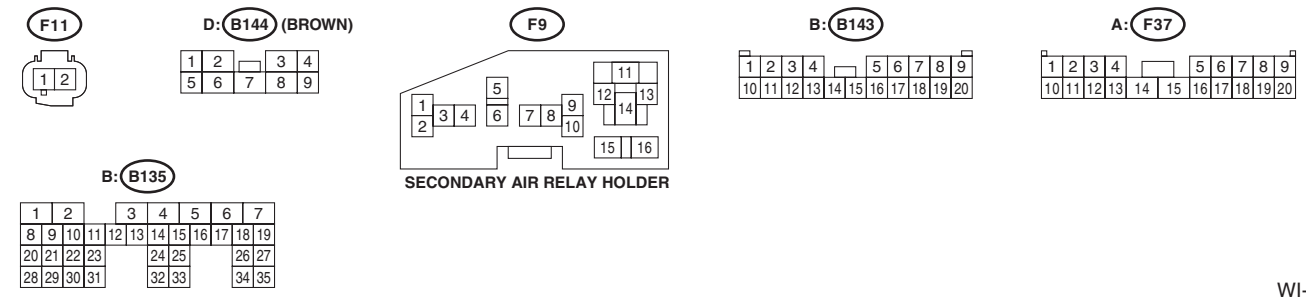 F11
D: B144 (BROWN)
F9
B: B143
A: F37
1 2
1 2 3 4
5 6 7 8 9
1 2 3 4 5 6 7 8 9 10 11 12 13 14 15 16
1 2 3 4 5 6 7 8 9
10 11 12 13 14 15 16 17 18 19 20
1 2 3 4 5 6 7 8 9
10 11 12 13 14 15 16 17 18 19 20
SECONDARY AIR RELAY HOLDER
B: B135
1 2 3 4 5 6 7
8 9 10 11 12 13 14 15 16 17 18 19
20 21 22 23 24 25 26 27
28 29 30 31 32 33 34 35
WI-